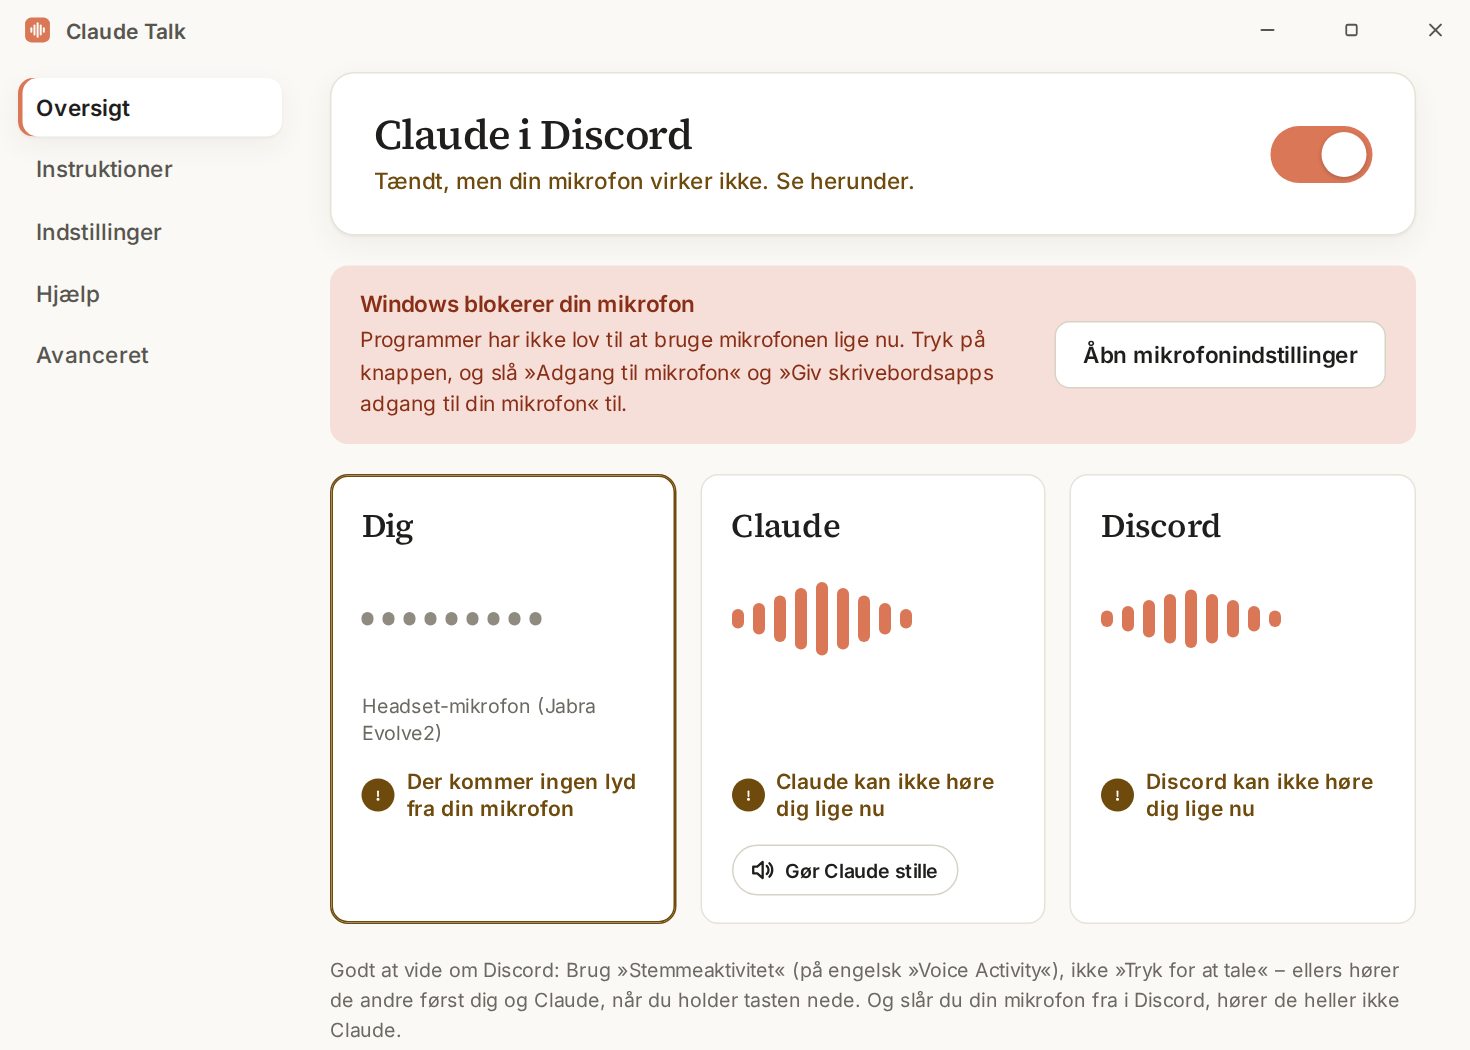 Claude Talk
Oversigt
Instruktioner
Indstillinger
Hjælp
Avanceret
Claude i Discord
Tændt, men din mikrofon virker ikke. Se herunder.
Windows blokerer din mikrofon
Programmer har ikke lov til at bruge mikrofonen lige nu. Tryk på
knappen, og slå »Adgang til mikrofon« og »Giv skrivebordsapps
adgang til din mikrofon« til.
Åbn mikrofonindstillinger
Dig
Headset-mikrofon (Jabra
Evolve2)
Der kommer ingen lyd
fra din mikrofon
Claude
Claude kan ikke høre
dig lige nu
Gør Claude stille
Discord
Discord kan ikke høre
dig lige nu
Godt at vide om Discord: Brug »Stemmeaktivitet« (på engelsk »Voice Activity«), ikke »Tryk for at tale« – ellers hører
de andre først dig og Claude, når du holder tasten nede. Og slår du din mikrofon fra i Discord, hører de heller ikke
Claude.